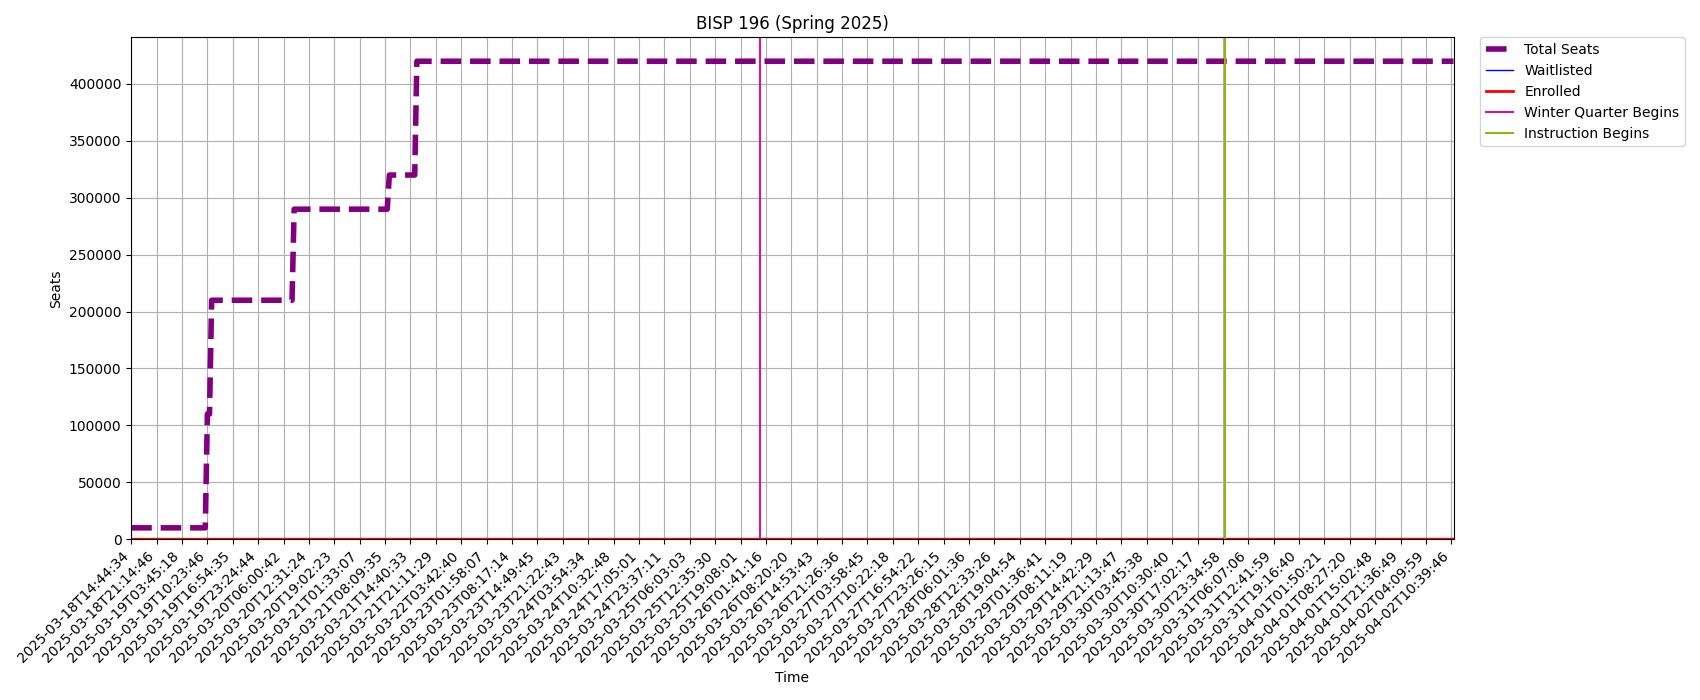 BISP 196 (Spring 2025)
Total Seats
Waitlisted
Enrolled
Winter Quarter Begins
Instruction Begins
Seats
400000
350000
300000
250000
200000
150000
100000
50000
0
2025-03-18T14:44:34
2025-03-18T21:14:46
2025-03-19T03:45:18
2025-03-19T10:23:46
2025-03-19T16:54:35
2025-03-19T23:24:44
2025-03-20T06:00:42
2025-03-20T12:31:24
2025-03-20T19:02:23
2025-03-21T01:33:07
2025-03-21T08:09:35
2025-03-21T14:40:33
2025-03-21T21:11:29
2025-03-22T03:42:40
2025-03-23T01:58:07
2025-03-23T08:17:14
2025-03-23T14:49:45
2025-03-23T21:22:43
2025-03-24T03:54:34
2025-03-24T10:32:48
2025-03-24T17:05:01
2025-03-24T23:37:11
2025-03-25T06:03:03
2025-03-25T12:35:30
2025-03-25T19:08:01
2025-03-26T01:41:16
2025-03-26T08:20:20
2025-03-26T14:53:43
2025-03-26T21:26:36
2025-03-27T03:58:45
2025-03-27T10:22:18
2025-03-27T16:54:22
2025-03-27T23:26:15
2025-03-28T06:01:36
2025-03-28T12:33:26
2025-03-28T19:04:54
2025-03-29T01:36:41
2025-03-29T08:11:19
2025-03-29T14:42:29
2025-03-29T21:13:47
2025-03-30T03:45:38
2025-03-30T10:30:40
2025-03-30T17:02:17
2025-03-30T23:34:58
2025-03-31T06:07:06
2025-03-31T12:41:59
2025-03-31T19:16:40
2025-04-01T01:50:21
2025-04-01T08:27:20
2025-04-01T15:02:48
2025-04-01T21:36:49
2025-04-02T04:09:59
2025-04-02T10:39:46
Time